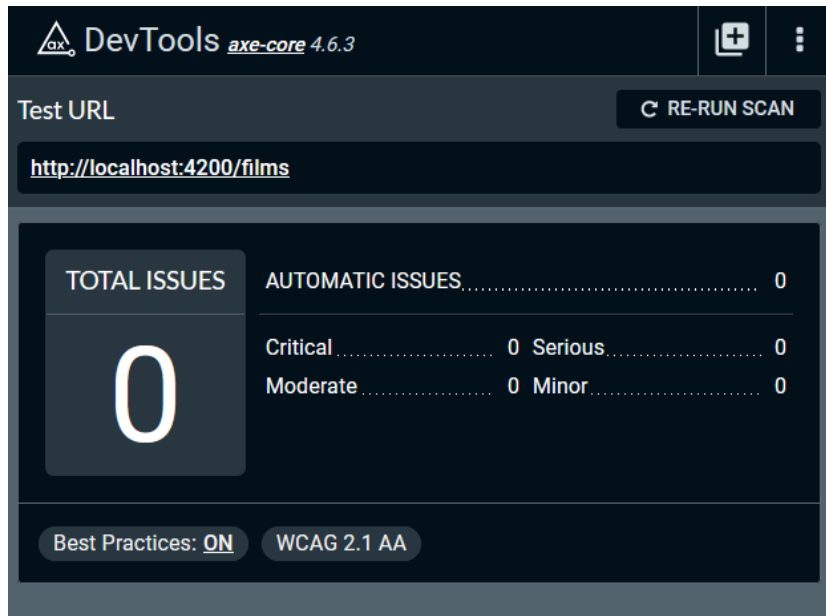 ax DevTools axe-core 4.6.3
Test URL
RE-RUN SCAN
http://localhost:4200/films
TOTAL ISSUES
0
AUTOMATIC ISSUES 0
Critical 0 Serious 0
Moderate 0 Minor 0
Best Practices: ON WCAG 2.1 AA